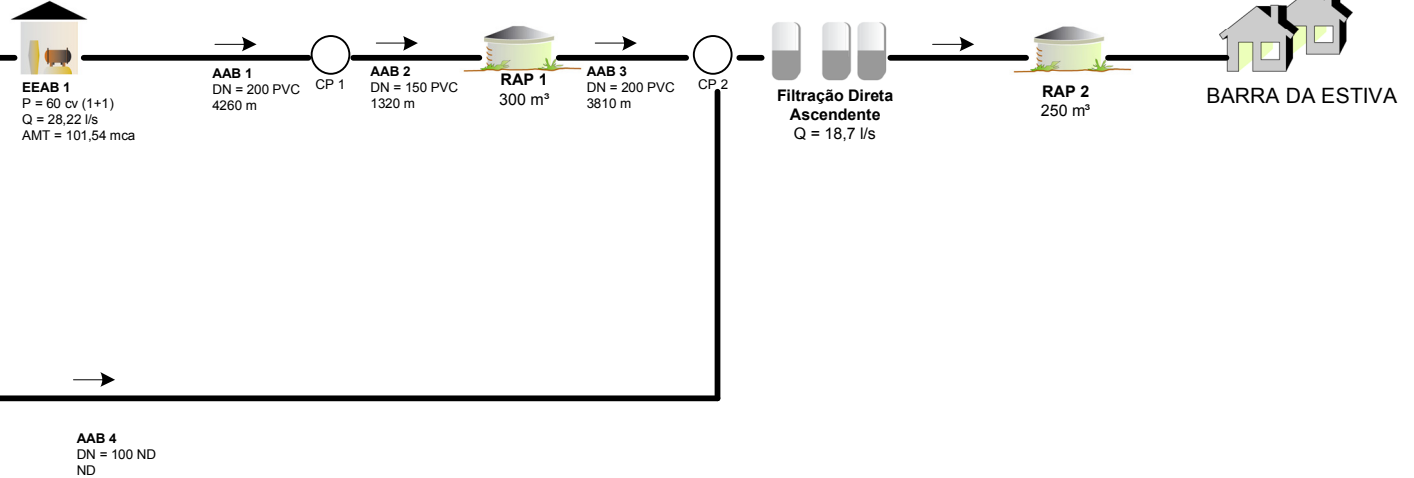 EEAB 1
P = 60 cv (1+1)
Q = 28,22 l/s
AMT = 101,54 mca
AAB 1
DN = 200 PVC
4260 m
CP 1
AAB 2
DN = 150 PVC
1320 m
RAP 1
300 m³
AAB 3
DN = 200 PVC
3810 m
CP 2
Filtração Direta
Ascendente
Q = 18,7 l/s
RAP 2
250 m³
BARRA DA ESTIVA
AAB 4
DN = 100 ND
ND